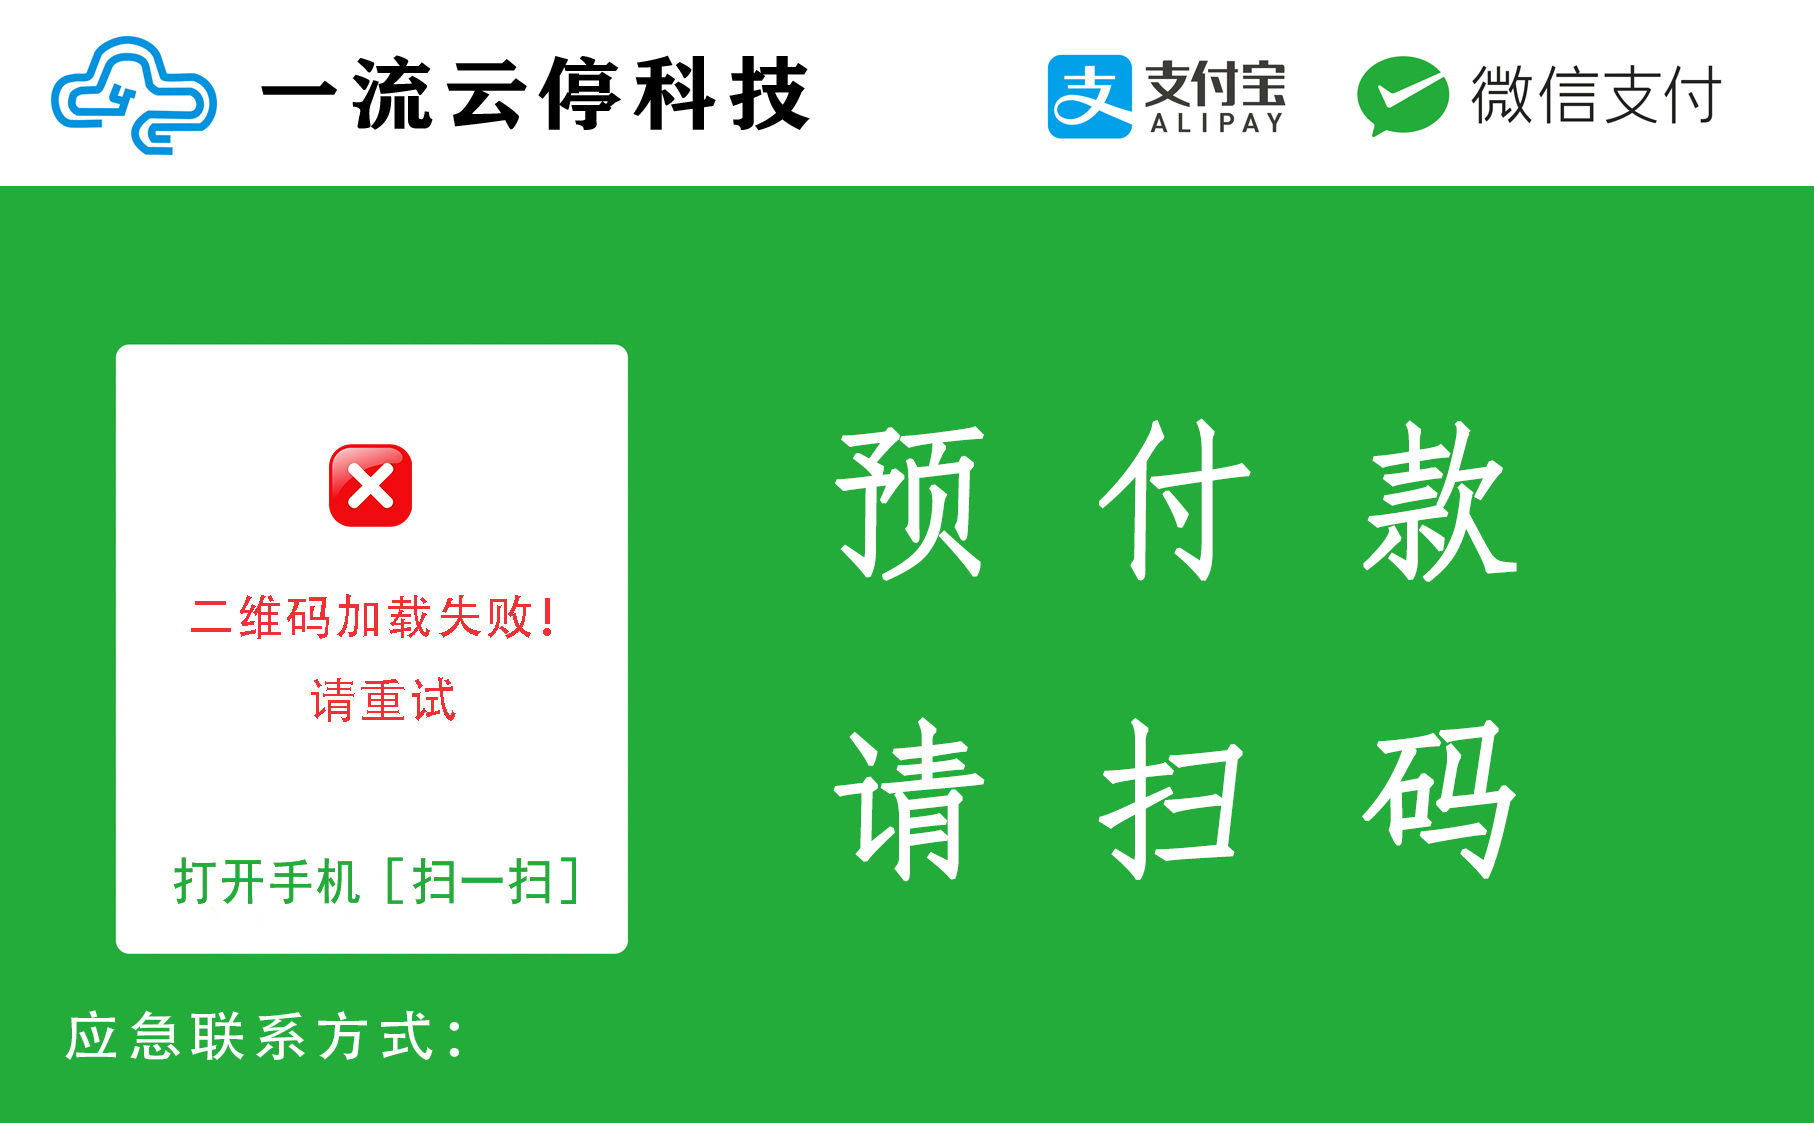 一流云停科技
支付宝
ALIPAY
微信支付
二维码加载失败!
请重试
打开手机[扫一扫]
预付款
请扫码
应急联系方式: